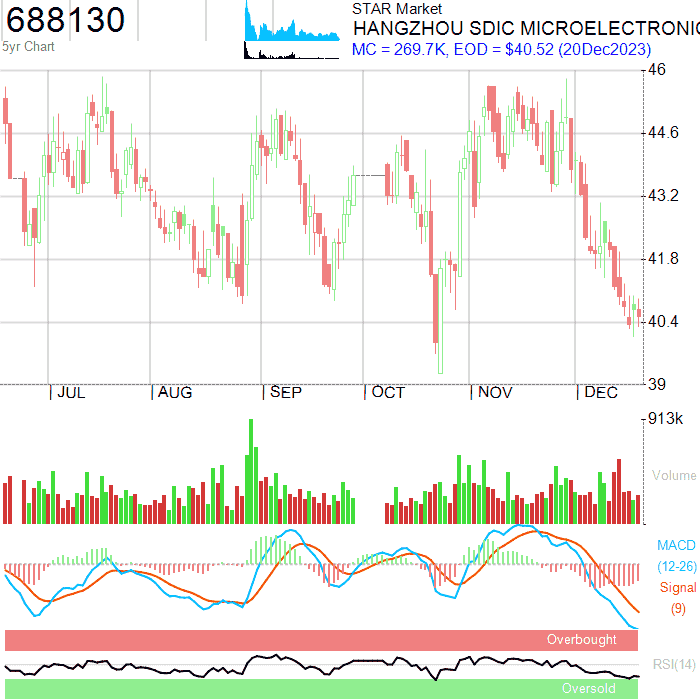 688130
5yr Chart
STAR Market
HANGZHOU SDIC MICROELECTRONIC
MC = 269.7K, EOD = $40.52 (20Dec2023)
46
44.6
43.2
41.8
40.4
39
JUL AUG SEP OCT NOV DEC
913k
Volume
MACD
(12-26)
Signal
(9)
Overbought
RSI(14)
Oversold